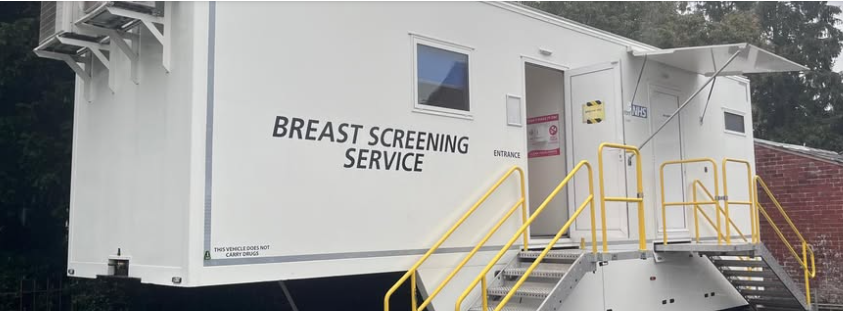 BREAST SCREENING
SERVICE
ENTRANCE
NHS
THIS VEHICLE DOES NOT
CARRY DRUGS